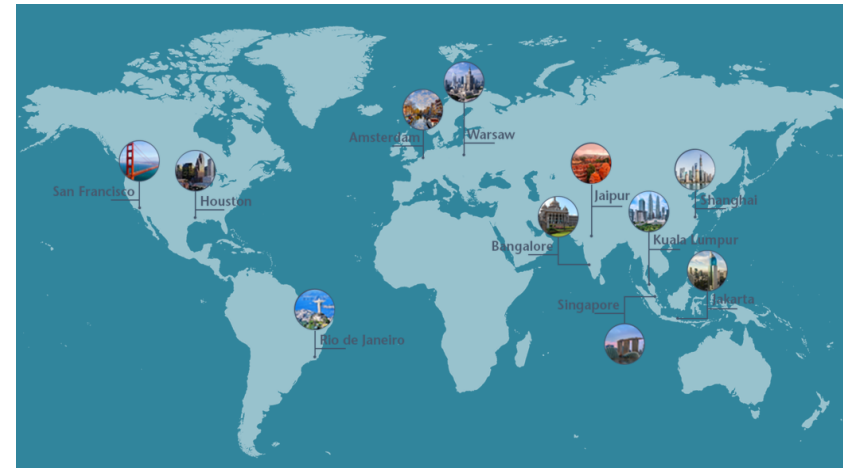 Amsterdam
Warsaw
San Francisco
Houston
Jaipur
Shanghai
Bangalore
Kuala Lumpur
Singapore
Jakarta
Rio de Janeiro